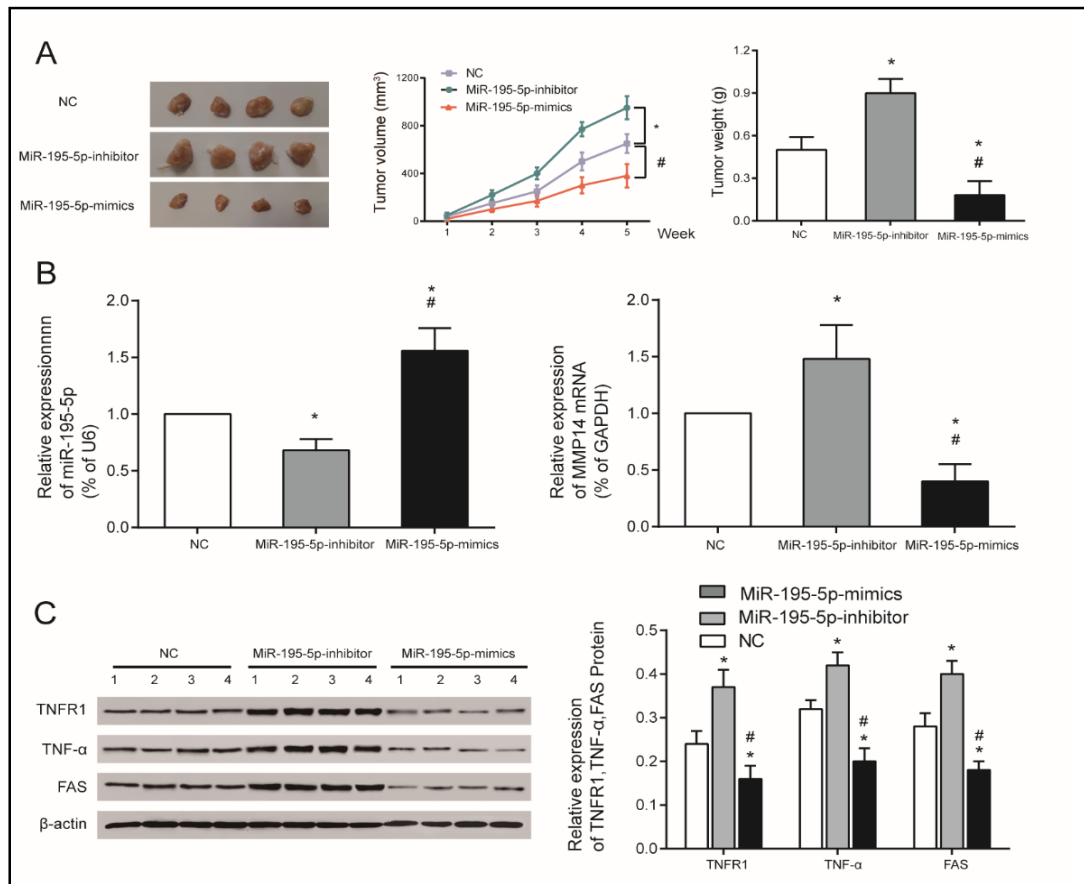 A
NC
MiR-195-5p-inhibitor
MiR-195-5p-mimics
Tumor volume (mm³)
1200
800
400
0
NC
MiR-195-5p-inhibitor
MiR-195-5p-mimics
*
#
1 2 3 4 5 Week
Tumor weight (g)
1.2
0.9
0.6
0.3
0.0
*
*
#
NC MiR-195-5p-inhibitor MiR-195-5p-mimics
B
Relative expressionnnn
of miR-195-5p
(% of U6)
2.0
1.5
1.0
0.5
0.0
*
*
#
NC MiR-195-5p-inhibitor MiR-195-5p-mimics
Relative expression
of MMP14 mRNA
(% of GAPDH)
2.0
1.5
1.0
0.5
0.0
*
*
#
NC MiR-195-5p-inhibitor MiR-195-5p-mimics
C
NC MiR-195-5p-inhibitor MiR-195-5p-mimics
1 2 3 4 1 2 3 4 1 2 3 4
TNFR1
TNF-α
FAS
β-actin
MiR-195-5p-mimics
MiR-195-5p-inhibitor
NC
Relative expression
of TNFR1,TNF-α,FAS Protein
0.5
0.4
0.3
0.2
0.1
0.0
* * *
# # #
* * *
TNFR1 TNF-α FAS